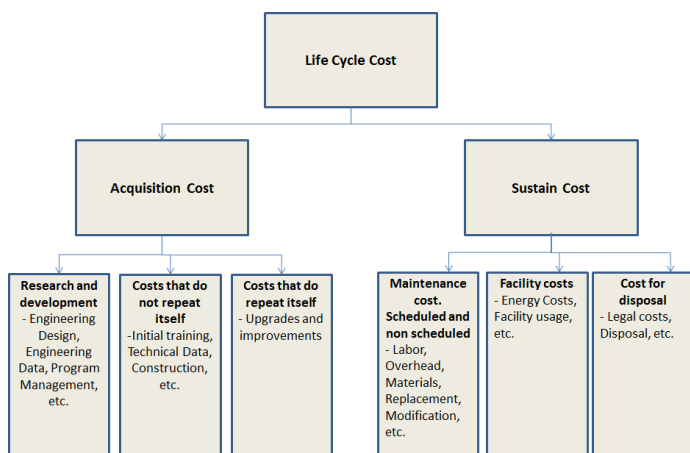 Life Cycle Cost
Acquisition Cost
Sustain Cost
Research and
development
- Engineering
Design,
Engineering
Data, Program
Management,
etc.
Costs that do
not repeat
itself
-Initial training,
Technical Data,
Construction,
etc.
Costs that do
repeat itself
- Upgrades and
improvements
Maintenance
cost.
Scheduled and
non scheduled
- Labor,
Overhead,
Materials,
Replacement,
Modification,
etc.
Facility costs
- Energy Costs,
Facility usage,
etc.
Cost for
disposal
- Legal costs,
Disposal, etc.